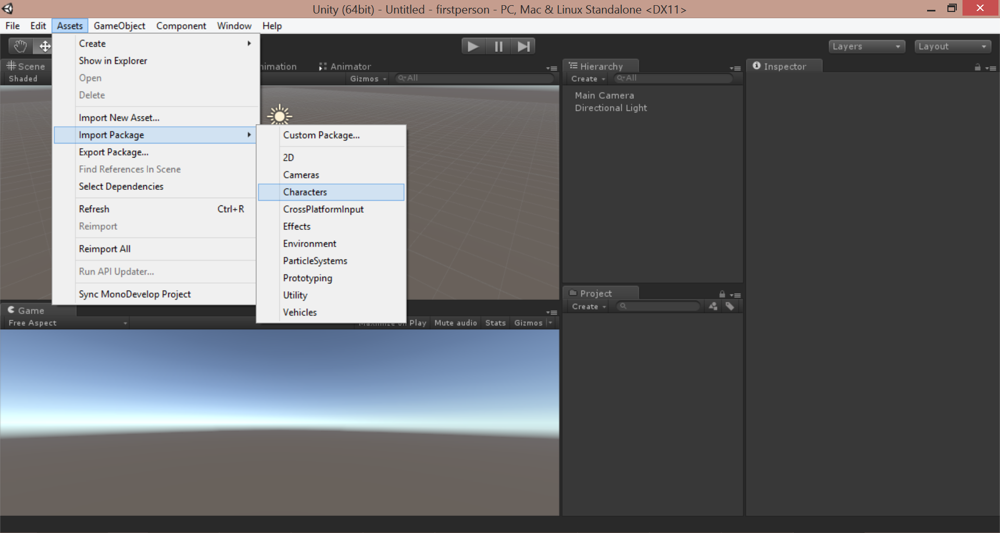 Unity (64bit) - Untitled - firstperson - PC, Mac & Linux Standalone <DX11>
File Edit Assets GameObject Component Window Help
Layers Layout
Create
Show in Explorer
Open
Delete
Import New Asset...
Import Package
Export Package...
Find References In Scene
Select Dependencies
Refresh Ctrl+R
Reimport
Reimport All
Run API Updater...
Sync MonoDevelop Project
Custom Package...
2D
Cameras
Characters
CrossPlatformInput
Effects
Environment
ParticleSystems
Prototyping
Utility
Vehicles
Scene nimation Animator
Shaded Gizmos All
Game
Free Aspect Maximize on Play Mute audio Stats Gizmos
Hierarchy
Create All
Main Camera
Directional Light
Project
Create
Inspector